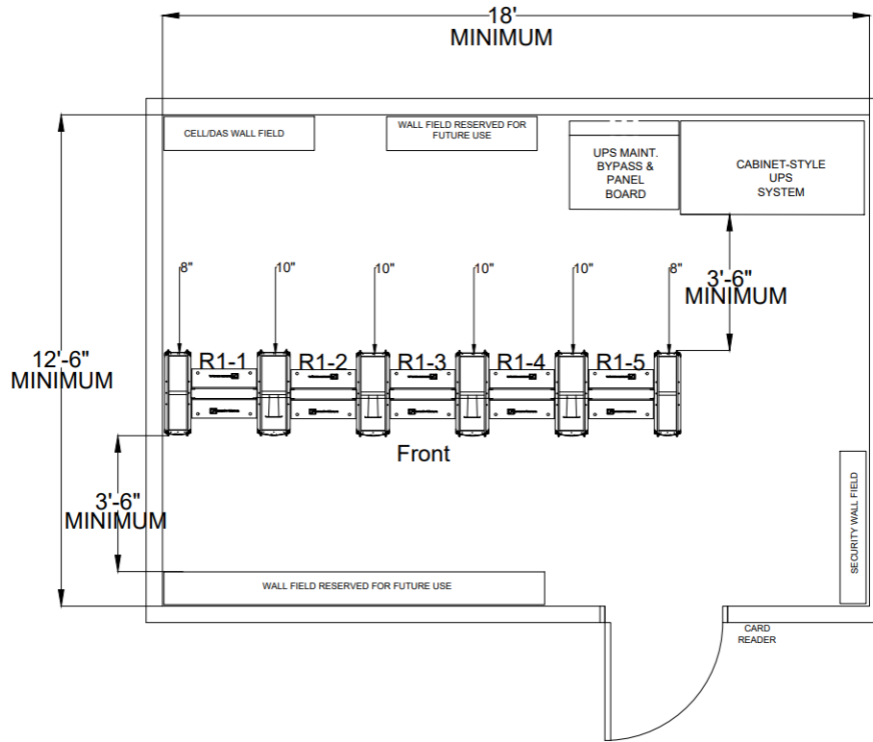 18'
MINIMUM
CELL/DAS WALL FIELD
WALL FIELD RESERVED FOR
FUTURE USE
UPS MAINT.
BYPASS &
PANEL
BOARD
CABINET-STYLE
UPS
SYSTEM
8"
10"
10"
10"
10"
8"
3'-6"
MINIMUM
12'-6"
MINIMUM
R1-1
R1-2
R1-3
R1-4
R1-5
Front
3'-6"
MINIMUM
SECURITY WALL FIELD
WALL FIELD RESERVED FOR FUTURE USE
CARD
READER